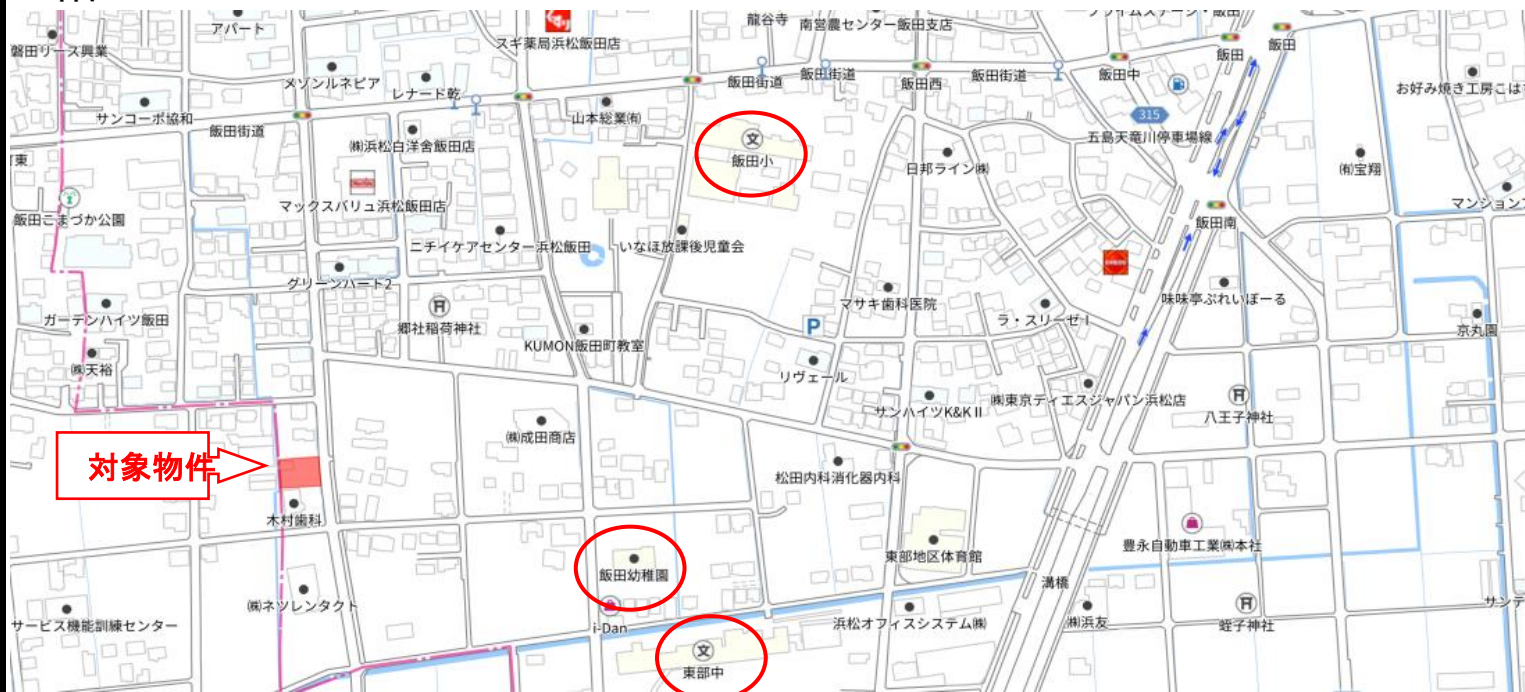 アパート
龍谷寺
南営農センター飯田支店
スギ薬局浜松飯田店
磐田リース興業
メゾンルネピア
レナード乾
飯田街道
飯田街道
飯田西
飯田街道
飯田中
飯田
飯田
サンコーポ協和
飯田街道
山本総業㈲
315
五島天竜川停車場線
㈱浜松白洋舎飯田店
文
飯田小
日邦ライン㈱
㈲宝翔
マックスバリュ浜松飯田店
飯田こまづか公園
ニチイケアセンター浜松飯田
いなほ放課後児童会
飯田南
グリーンハート2
マサキ歯科医院
味味亭ぷれいぼーる
ガーデンハイツ飯田
郷社稲荷神社
P
ラ・スリーゼI
京丸園
KUMON飯田町教室
㈱天裕
リヴェール
サンハイツK&KⅡ
㈱東京ディエスジャパン浜松店
八王子神社
㈱成田商店
対象物件
松田内科消化器内科
木村歯科
豊永自動車工業㈱本社
東部地区体育館
飯田幼稚園
溝橋
㈱ネツレンタクト
サービス機能訓練センター
i-Dan
浜松オフィスシステム㈱
㈱浜友
蛭子神社
文
東部中